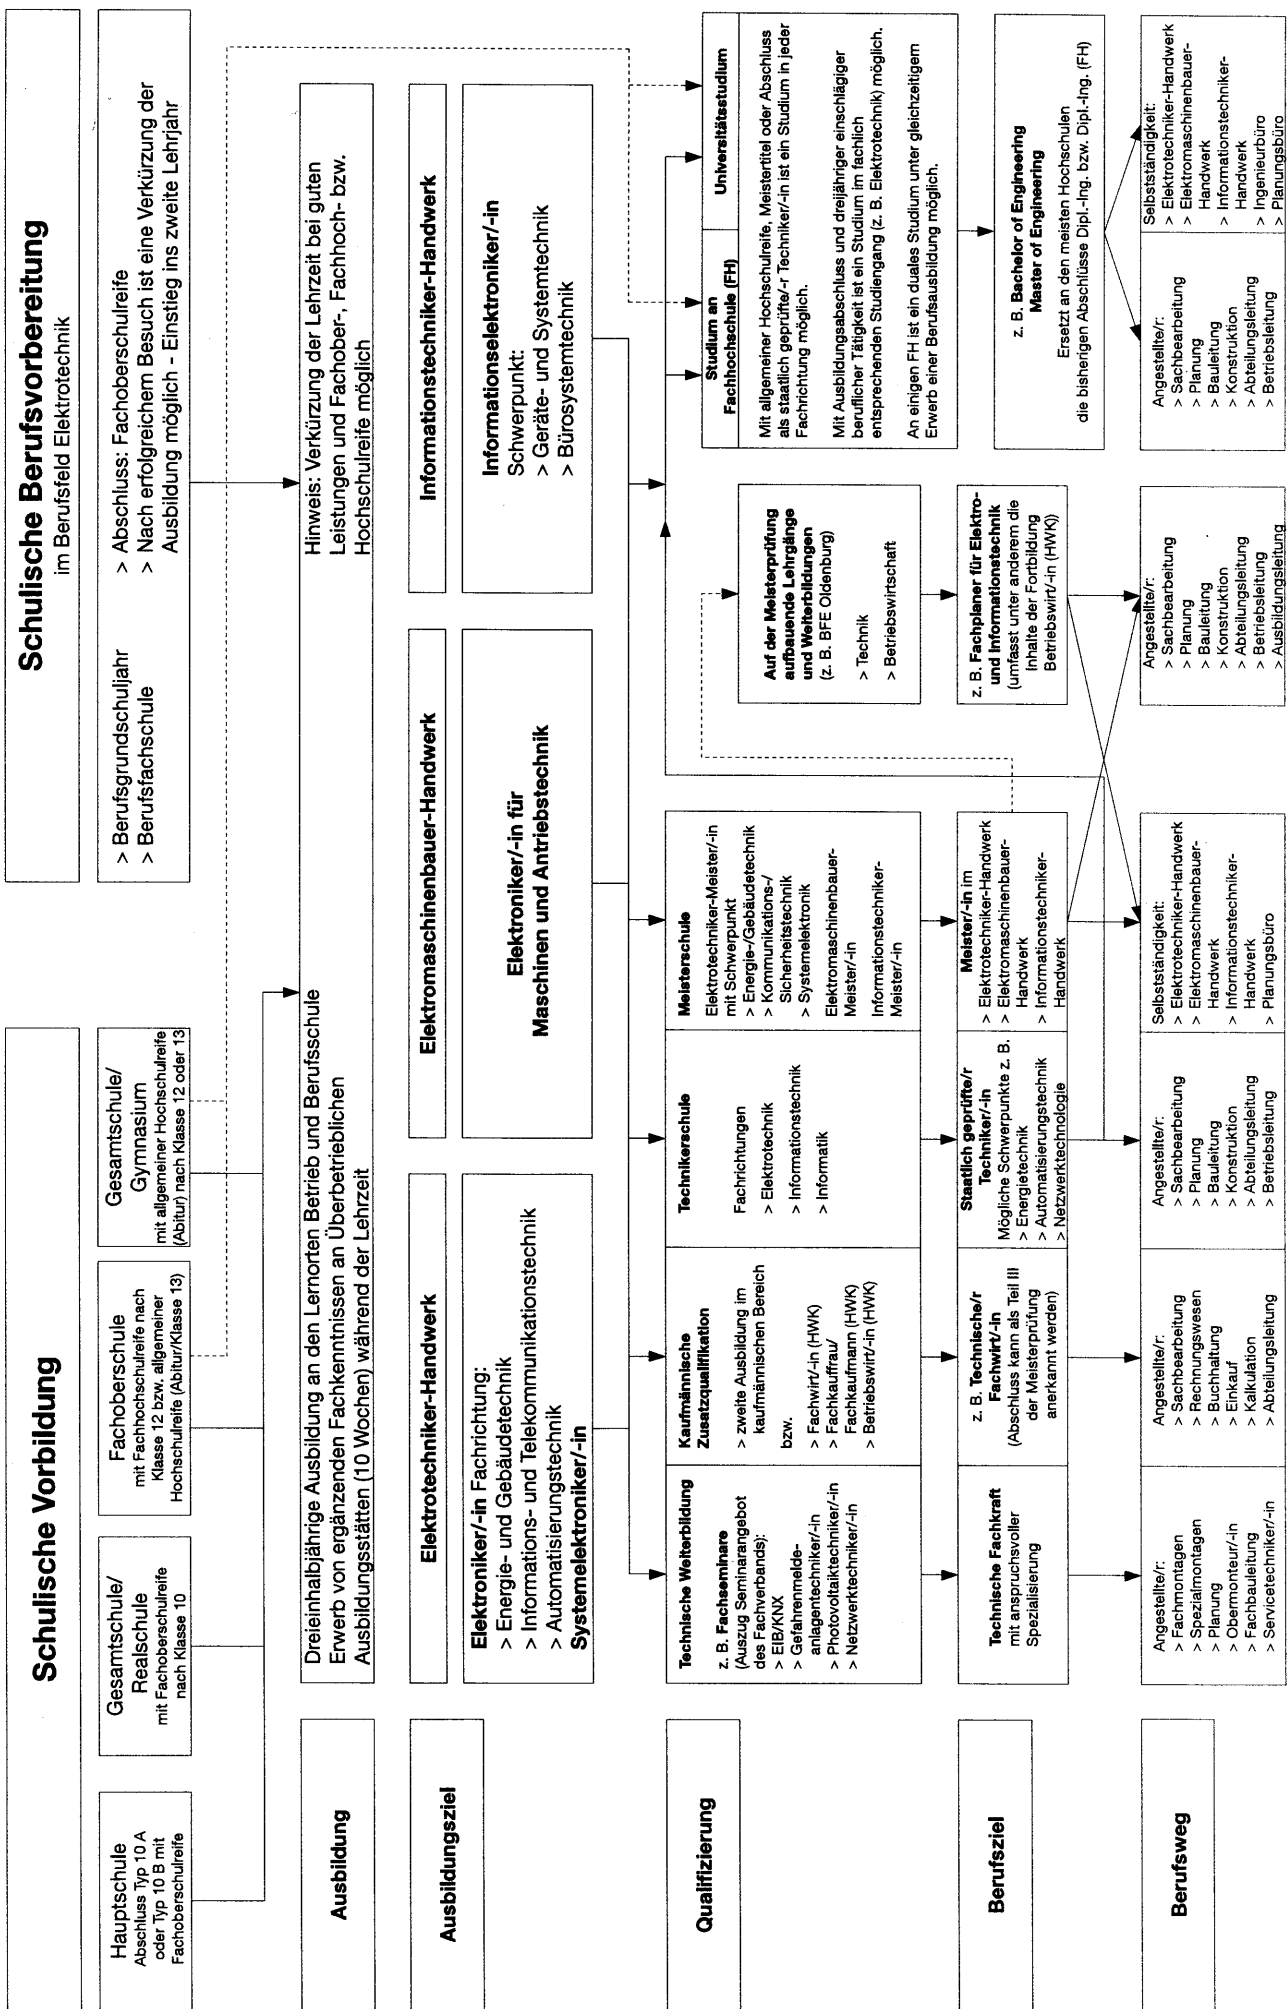 Schulische Vorbildung
Schulische Berufsvorbereitung
im Berufsfeld Elektrotechnik
Hauptschule
Abschluss Typ 10 A
oder Typ 10 B mit
Fachoberschulreife
Gesamtschule/
Realschule
mit Fachoberschulreife
nach Klasse 10
Fachoberschule
mit Fachhochschulreife nach
Klasse 12 bzw. allgemeiner
Hochschulreife (Abitur/Klasse 13)
Gesamtschule/
Gymnasium
mit allgemeiner Hochschulreife
(Abitur) nach Klasse 12 oder 13
> Berufsgrundschuljahr
> Berufsfachschule
> Abschluss: Fachoberschulreife
> Nach erfolgreichem Besuch ist eine Verkürzung der
Ausbildung möglich - Einstieg ins zweite Lehrjahr
Ausbildung
Dreieinhalbjährige Ausbildung an den Lernorten Betrieb und Berufsschule
Erwerb von ergänzenden Fachkenntnissen an Überbetrieblichen
Ausbildungsstätten (10 Wochen) während der Lehrzeit
Hinweis: Verkürzung der Lehrzeit bei guten
Leistungen und Fachober-, Fachhoch- bzw.
Hochschulreife möglich
Ausbildungsziel
Elektrotechniker-Handwerk
Elektromaschinenbauer-Handwerk
Informationstechniker-Handwerk
Elektroniker/-in Fachrichtung:
> Energie- und Gebäudetechnik
> Informations- und Telekommunikationstechnik
> Automatisierungstechnik
Systemelektroniker/-in
Elektroniker/-in für
Maschinen und Antriebstechnik
Informationselektroniker/-in
Schwerpunkt:
> Geräte- und Systemtechnik
> Bürosystemtechnik
Qualifizierung
Technische Weiterbildung
z. B. Fachseminare
(Auszug Seminarangebot
des Fachverbands):
> EIB/KNX
> Gefahrenmelde-
anlagentechniker/-in
> Photovoltaiktechniker/-in
> Netzwerktechniker/-in
Kaufmännische
Zusatzqualifikation
> zweite Ausbildung im
kaufmännischen Bereich
bzw.
> Fachwirt/-in (HWK)
> Fachkauffrau/
Fachkaufmann (HWK)
> Betriebswirt/-in (HWK)
Technikerschule
Fachrichtungen
> Elektrotechnik
> Informationstechnik
> Informatik
Meisterschule
Elektrotechniker-Meister/-in
mit Schwerpunkt
> Energie-/Gebäudetechnik
> Kommunikations-/
Sicherheitstechnik
> Systemelektronik
Elektromaschinenbauer-
Meister/-in
Informationstechniker-
Meister/-in
Auf der Meisterprüfung
aufbauende Lehrgänge
und Weiterbildungen
(z. B. BFE Oldenburg)
> Technik
> Betriebswirtschaft
Studium an
Fachhochschule (FH)
Universitätsstudium
Mit allgemeiner Hochschulreife, Meistertitel oder Abschluss
als staatlich geprüfte/-r Techniker/-in ist ein Studium in jeder
Fachrichtung möglich.
Mit Ausbildungsabschluss und dreijähriger einschlägiger
beruflicher Tätigkeit ist ein Studium im fachlich
entsprechenden Studiengang (z. B. Elektrotechnik) möglich.
An einigen FH ist ein duales Studium unter gleichzeitigem
Erwerb einer Berufsausbildung möglich.
Berufsziel
Technische Fachkraft
mit anspruchsvoller
Spezialisierung
z. B. Technische/r
Fachwirt/-in
(Abschluss kann als Teil III
der Meisterprüfung
anerkannt werden)
Staatlich geprüfte/r
Techniker/-in
Mögliche Schwerpunkte z. B.
> Energietechnik
> Automatisierungstechnik
> Netzwerktechnologie
Meister/-in im
> Elektrotechniker-Handwerk
> Elektromaschinenbauer-
Handwerk
> Informationstechniker-
Handwerk
z. B. Fachplaner für Elektro-
und Informationstechnik
(umfasst unter anderem die
Inhalte der Fortbildung
Betriebswirt/-in (HWK))
z. B. Bachelor of Engineering
Master of Engineering
Ersetzt an den meisten Hochschulen
die bisherigen Abschlüsse Dipl.-Ing. bzw. Dipl.-Ing. (FH)
Berufsweg
Angestellte/r:
> Fachmontagen
> Spezialmontagen
> Planung
> Obermonteur/-in
> Fachbauleitung
> Servicetechniker/-in
Angestellte/r:
> Sachbearbeitung
> Rechnungswesen
> Buchhaltung
> Einkauf
> Kalkulation
> Abteilungsleitung
Angestellte/r:
> Sachbearbeitung
> Planung
> Bauleitung
> Konstruktion
> Abteilungsleitung
> Betriebsleitung
Selbstständigkeit:
> Elektrotechniker-Handwerk
> Elektromaschinenbauer-
Handwerk
> Informationstechniker-
Handwerk
> Planungsbüro
Angestellte/r:
> Sachbearbeitung
> Planung
> Bauleitung
> Konstruktion
> Abteilungsleitung
> Betriebsleitung
> Ausbildungsleitung
Angestellte/r:
> Sachbearbeitung
> Planung
> Bauleitung
> Konstruktion
> Abteilungsleitung
> Betriebsleitung
Selbstständigkeit:
> Elektrotechniker-Handwerk
> Elektromaschinenbauer-
Handwerk
> Informationstechniker-
Handwerk
> Ingenieurbüro
> Planungsbüro